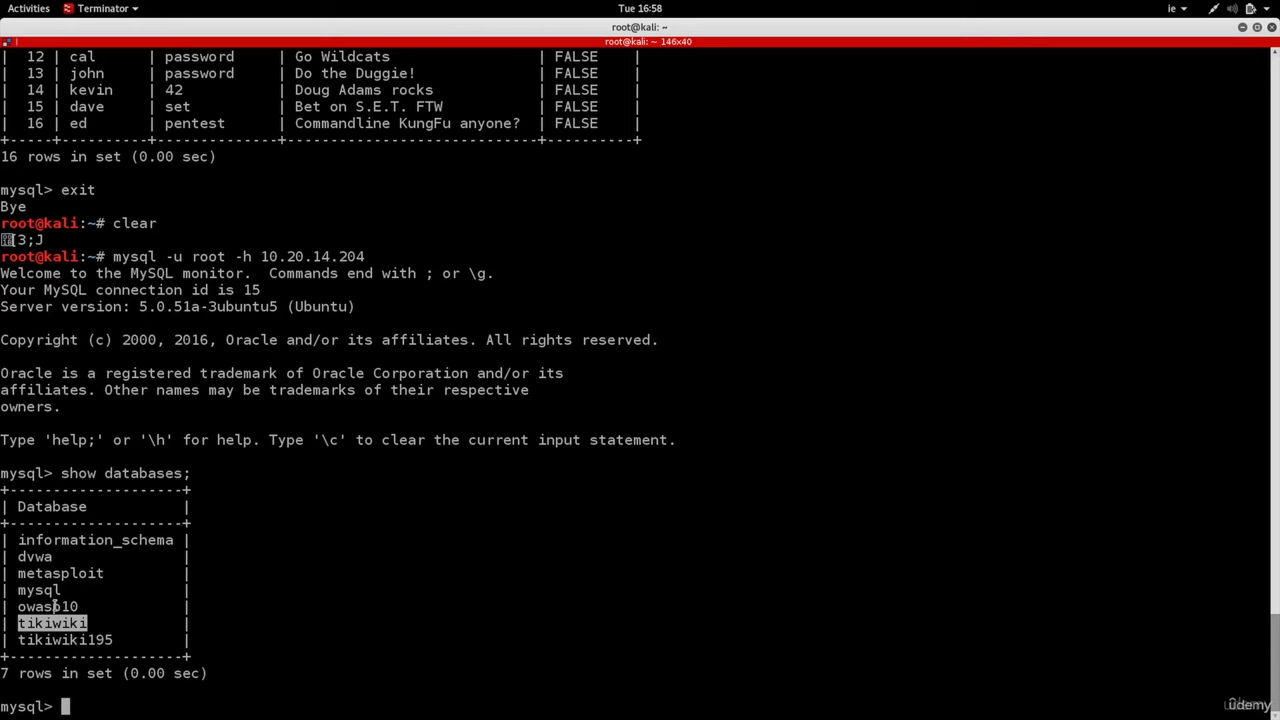 Activities Terminator Tue 16:58 ie
root@kali: ~
root@kali: ~ 146x40
| 12 | cal | password | Go Wildcats | FALSE |
| 13 | john | password | Do the Duggie! | FALSE |
| 14 | kevin | 42 | Doug Adams rocks | FALSE |
| 15 | dave | set | Bet on S.E.T. FTW | FALSE |
| 16 | ed | pentest | Commandline KungFu anyone? | FALSE |
+-----+----------+--------------+-----------------------------+----------+
16 rows in set (0.00 sec)
mysql> exit
Bye
root@kali:~# clear
[3;J
root@kali:~# mysql -u root -h 10.20.14.204
Welcome to the MySQL monitor.  Commands end with ; or \g.
Your MySQL connection id is 15
Server version: 5.0.51a-3ubuntu5 (Ubuntu)
Copyright (c) 2000, 2016, Oracle and/or its affiliates. All rights reserved.
Oracle is a registered trademark of Oracle Corporation and/or its
affiliates. Other names may be trademarks of their respective
owners.
Type 'help;' or '\h' for help. Type '\c' to clear the current input statement.
mysql> show databases;
+--------------------+
| Database |
+--------------------+
| information_schema |
| dvwa |
| metasploit |
| mysql |
| owasp10 |
| tikiwiki |
| tikiwiki195 |
+--------------------+
7 rows in set (0.00 sec)
mysql>
ûdemy